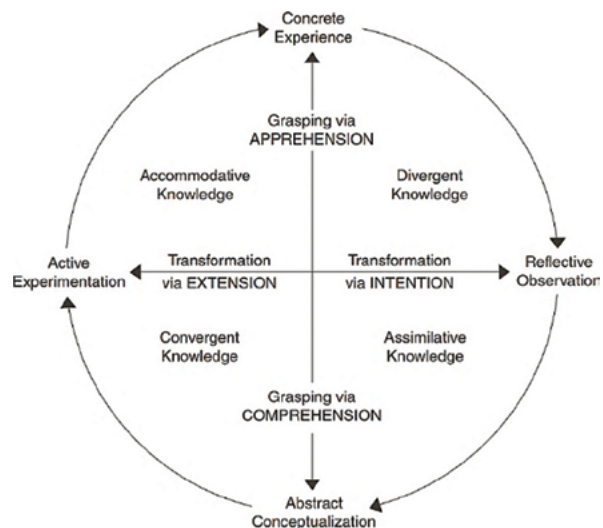 Concrete
Experience
Grasping via
APPREHENSION
Accommodative
Knowledge
Divergent
Knowledge
Active
Experimentation
Transformation
via EXTENSION
Transformation
via INTENTION
Reflective
Observation
Convergent
Knowledge
Assimilative
Knowledge
Grasping via
COMPREHENSION
Abstract
Conceptualization